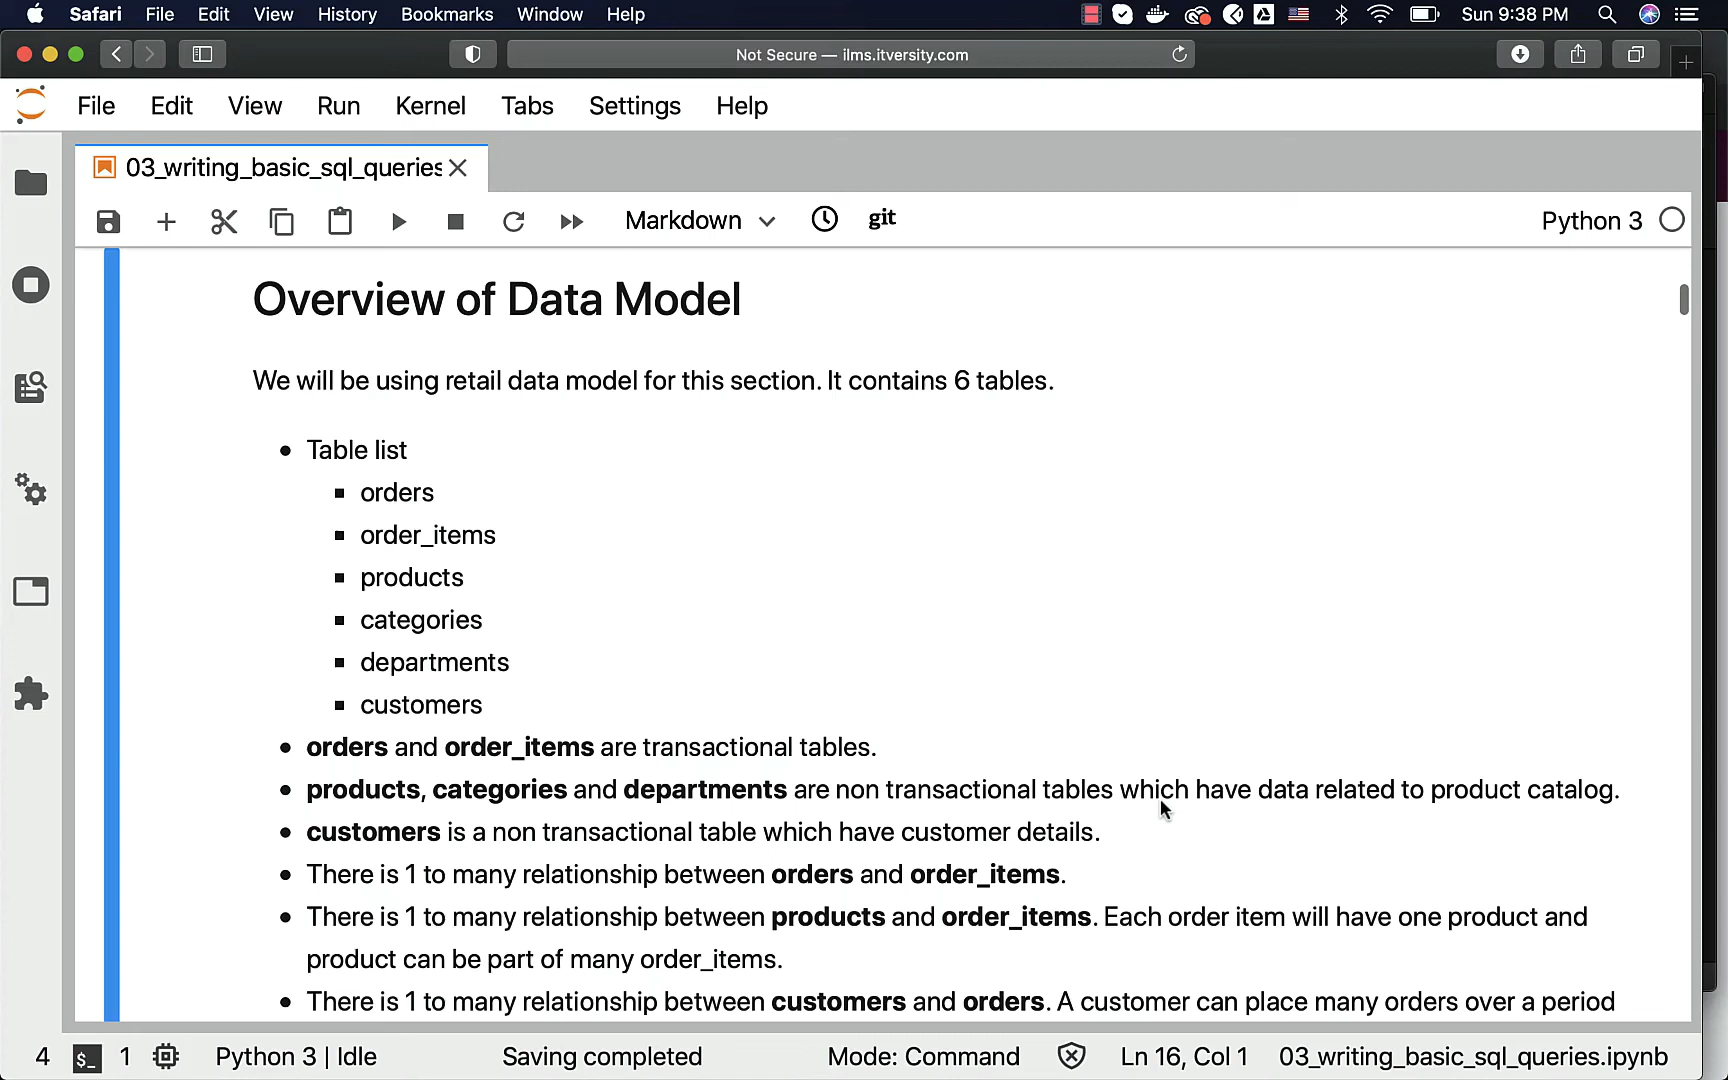 Safari File Edit View History Bookmarks Window Help Sun 9:38 PM
Not Secure — ilms.itversity.com
File Edit View Run Kernel Tabs Settings Help
03_writing_basic_sql_queries
Markdown git Python 3
Overview of Data Model
We will be using retail data model for this section. It contains 6 tables.
• Table list
▪ orders
▪ order_items
▪ products
▪ categories
▪ departments
▪ customers
• orders and order_items are transactional tables.
• products, categories and departments are non transactional tables which have data related to product catalog.
• customers is a non transactional table which have customer details.
• There is 1 to many relationship between orders and order_items.
• There is 1 to many relationship between products and order_items. Each order item will have one product and
product can be part of many order_items.
• There is 1 to many relationship between customers and orders. A customer can place many orders over a period
4 $_ 1 Python 3 | Idle Saving completed Mode: Command Ln 16, Col 1 03_writing_basic_sql_queries.ipynb